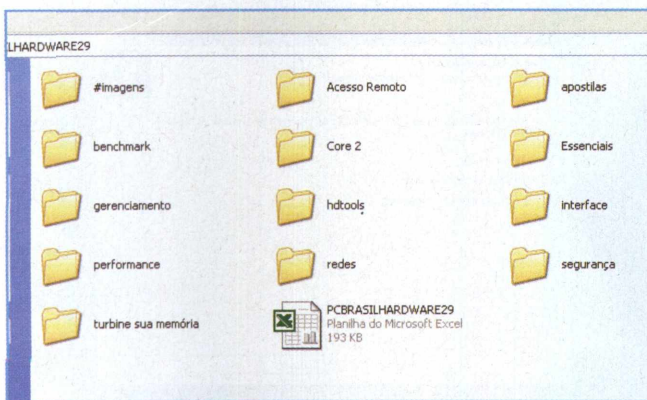 LHARDWARE29
#imagens
Acesso Remoto
apostilas
benchmark
Core 2
Essenciais
gerenciamento
hdtools
interface
performance
redes
segurança
turbine sua memória
PCBRASILHARDWARE29
Planilha do Microsoft Excel
193 KB